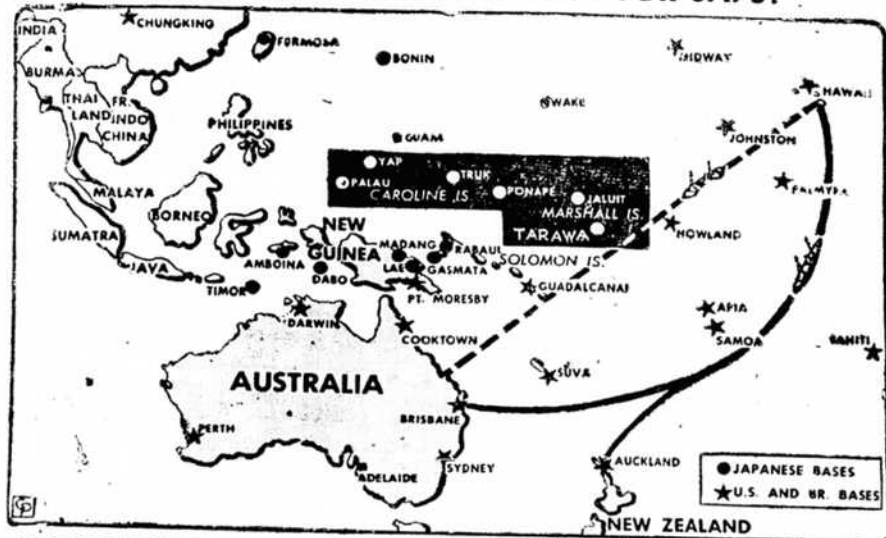 CHUNGKING
INDIA
FORMOSA
BONIN
MIDWAY
BURMA
HAWAII
THAI
LAND
FR.
INDO
CHINA
WAKE
PHILIPPINES
GUAM
JOHNSTON
YAP
TRUK
PALAU
CAROLINE IS.
PONAPE
JALUIT
PALMYRA
MALAYA
MARSHALL IS.
BORNEO
NEW
GUINEA
TARAWA
HOWLAND
SUMATRA
MADANG
RABAUL
SOLOMON IS.
JAVA
AMBOINA
LAE
GASMATA
DABO
TIMOR
PT. MORESBY
GUADALCANAL
DARWIN
COOKTOWN
APIA
SAMOA
TAHITI
AUSTRALIA
SUVA
BRISBANE
PERTH
SYDNEY
ADELAIDE
AUCKLAND
JAPANESE BASES
U.S. AND BR. BASES
CP
NEW ZEALAND